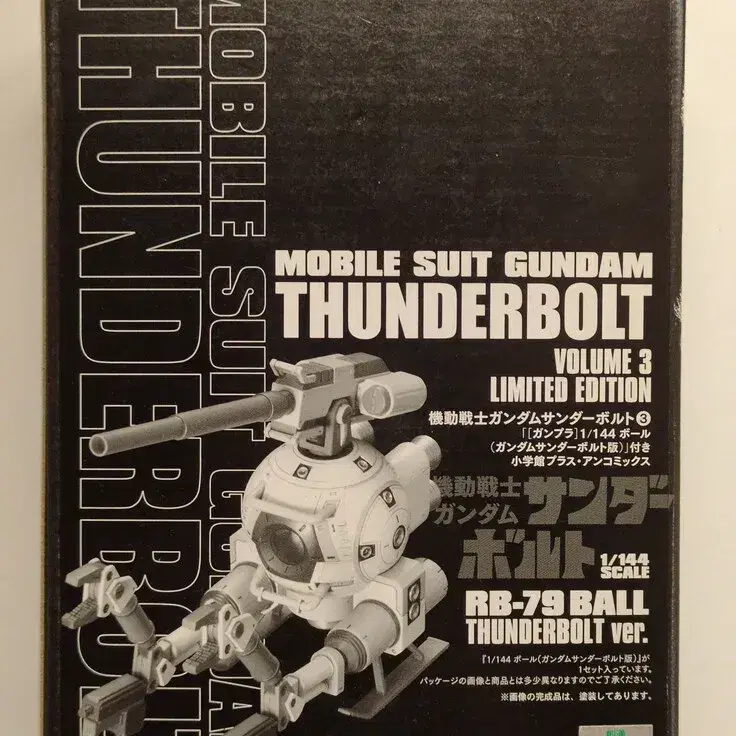 MOBILE SUIT GUNDAM
THUNDERBOLT
MOBILE SUIT GUNDAM
THUNDERBOLT
VOLUME 3
LIMITED EDITION
機動戦士ガンダムサンダーボルト❸
「[ガンプラ]1/144 ボール
(ガンダムサンダーボルト版)」付き
小学館プラス・アンコミックス
機動戦士
ガンダム
サンダー
ボルト
1/144
SCALE
RB-79 BALL
THUNDERBOLT ver.
『1/144 ボール(ガンダムサンダーボルト版)』が
1セット入っています。
パッケージの画像と商品とは多少異なりますのでご了承ください。
※画像の完成品は、塗装してあります。